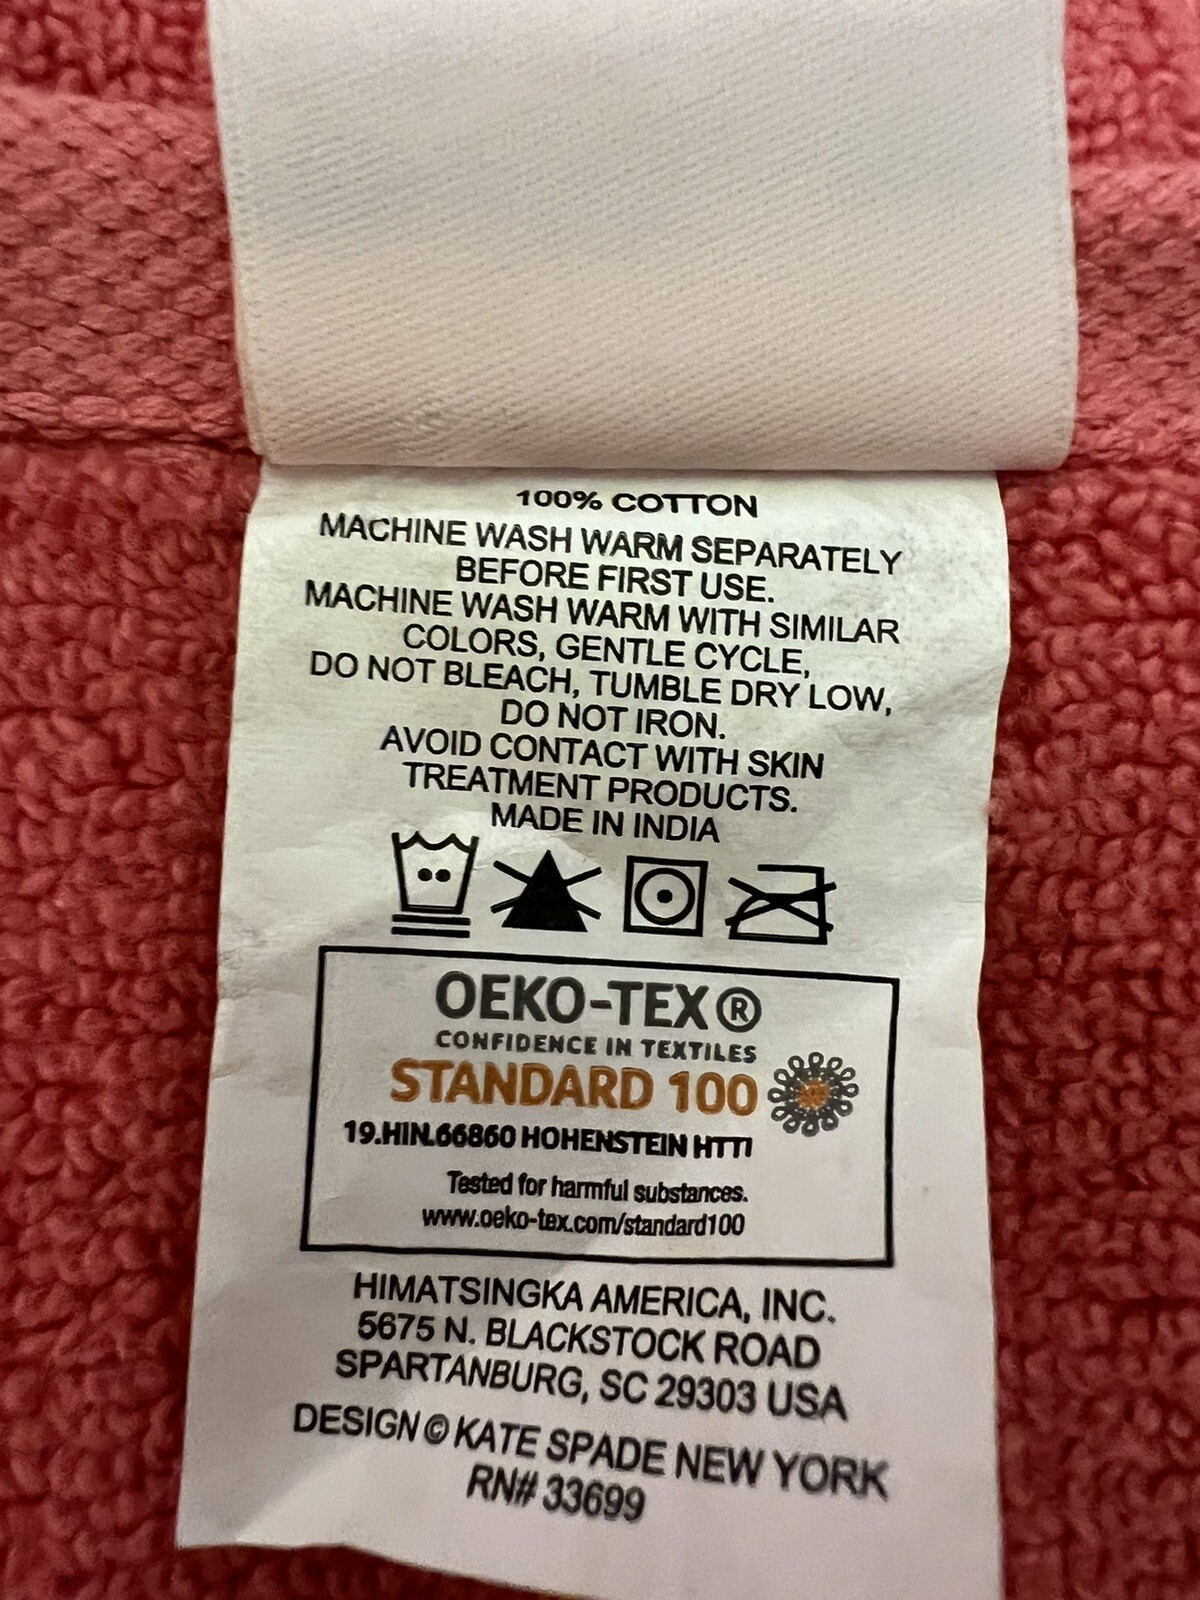 100% COTTON
MACHINE WASH WARM SEPARATELY
BEFORE FIRST USE.
MACHINE WASH WARM WITH SIMILAR
COLORS, GENTLE CYCLE,
DO NOT BLEACH, TUMBLE DRY LOW,
DO NOT IRON.
AVOID CONTACT WITH SKIN
TREATMENT PRODUCTS.
MADE IN INDIA
OEKO-TEX®
CONFIDENCE IN TEXTILES
STANDARD 100
19.HIN.66860 HOHENSTEIN HTTI
Tested for harmful substances.
www.oeko-tex.com/standard100
HIMATSINGKA AMERICA, INC.
5675 N. BLACKSTOCK ROAD
SPARTANBURG, SC 29303 USA
DESIGN © KATE SPADE NEW YORK
RN# 33699